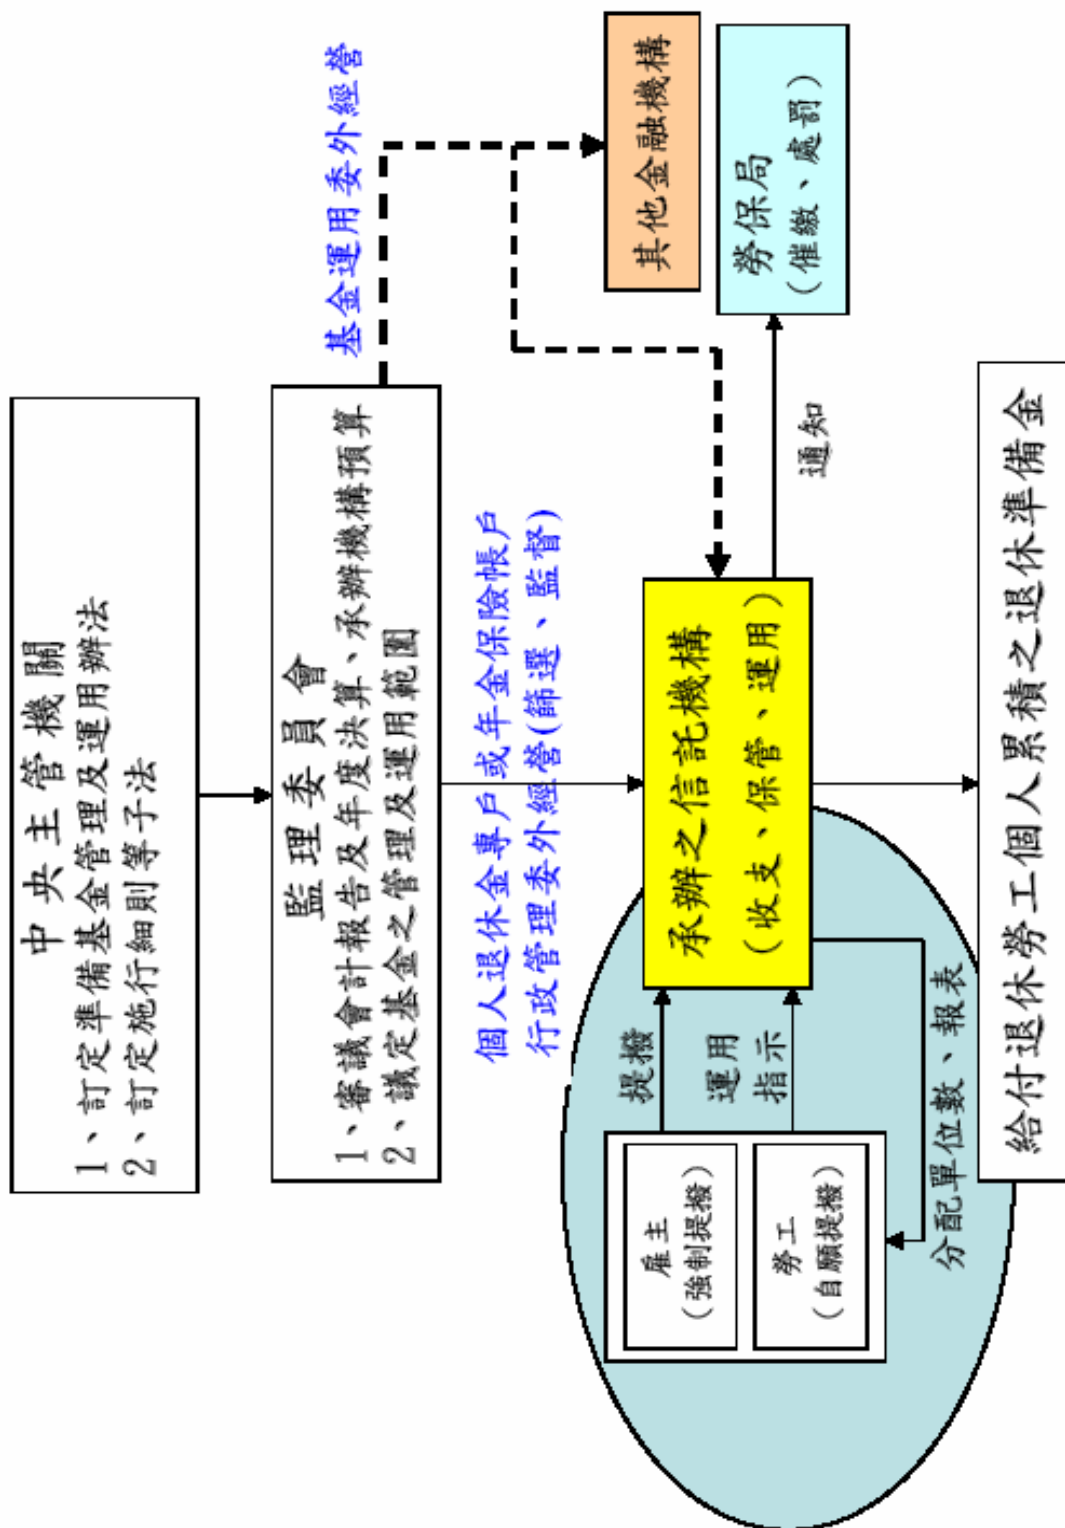 中央主管機關
1、訂定準備基金管理及運用辦法
2、訂定施行細則等子法
監理委員會
1、審議會計報告及年度決算、承辦機構預算
2、議定基金之管理及運用範圍
基金運用委外經營
個人退休金專戶或年金保險帳戶
行政管理委外經營(篩選、監督)
其他金融機構
勞保局
(催繳、處罰)
通知
承辦之信託機構
(收支、保管、運用)
提撥
運用
指示
雇主
(強制提撥)
勞工
(自願提撥)
分配單位數、報表
給付退休勞工個人累積之退休準備金